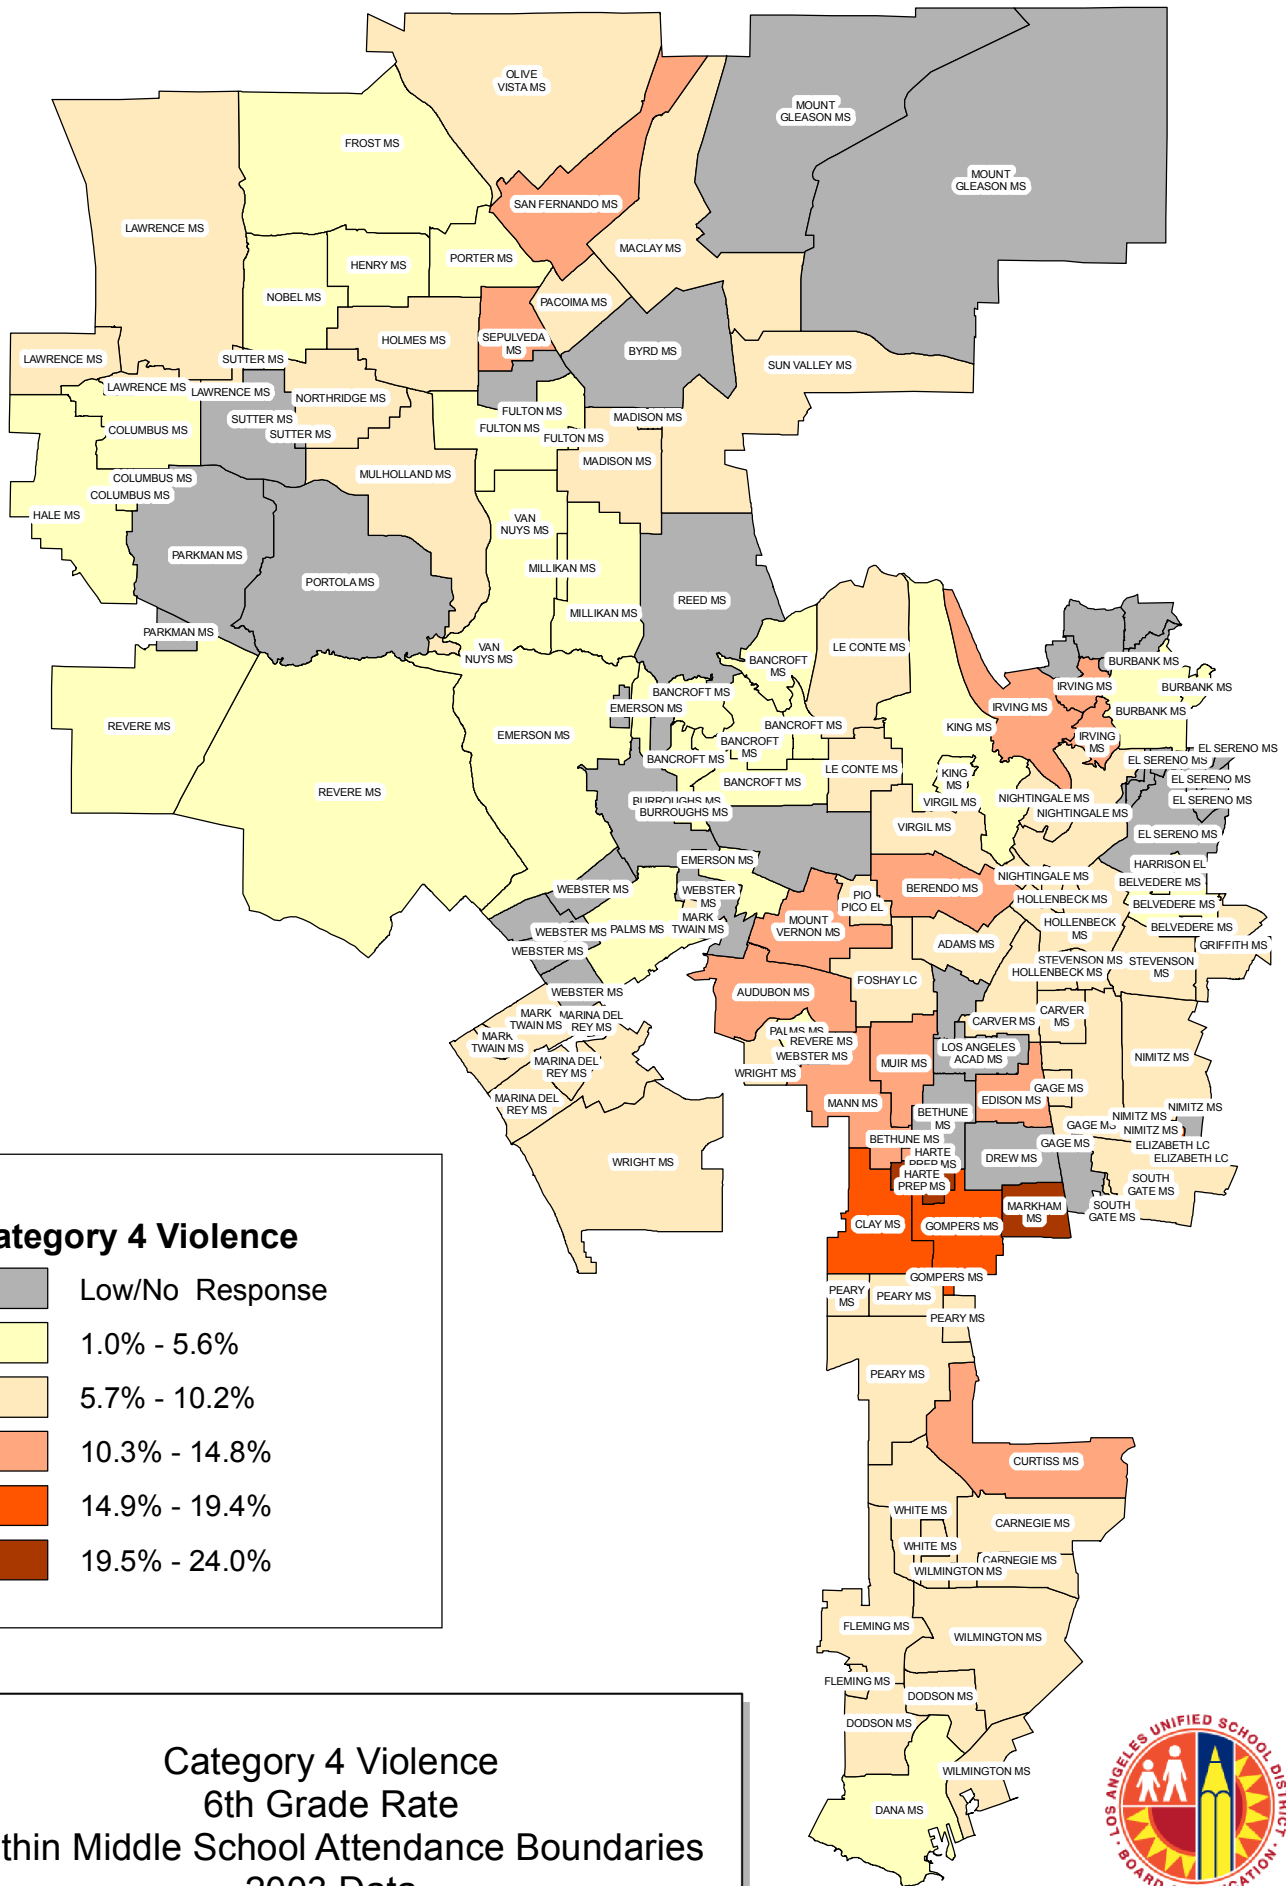 OLIVE
VISTA MS
MOUNT
GLEASON MS
FROST MS
MOUNT
GLEASON MS
SAN FERNANDO MS
LAWRENCE MS
MACLAY MS
PORTER MS
HENRY MS
NOBEL MS
PACOIMA MS
HOLMES MS
SEPULVEDA
MS
BYRD MS
SUN VALLEY MS
LAWRENCE MS
SUTTER MS
LAWRENCE MS
LAWRENCE MS
NORTHRIDGE MS
FULTON MS
MADISON MS
SUTTER MS
COLUMBUS MS
SUTTER MS
FULTON MS
FULTON MS
MADISON MS
MULHOLLAND MS
COLUMBUS MS
COLUMBUS MS
HALE MS
VAN
NUYS MS
PARKMAN MS
MILLIKAN MS
PORTOLA MS
REED MS
MILLIKAN MS
PARKMAN MS
VAN
NUYS MS
LE CONTE MS
BANCROFT
MS
BURBANK MS
IRVING MS
BURBANK MS
BANCROFT MS
EMERSON MS
IRVING MS
BURBANK MS
REVERE MS
EMERSON MS
BANCROFT MS
KING MS
BANCROFT
MS
IRVING
MS
EL SERENO MS
BANCROFT MS
EL SERENO MS
LE CONTE MS
KING
MS
EL SERENO MS
BANCROFT MS
REVERE MS
BURROUGHS MS
BURROUGHS MS
VIRGIL MS
NIGHTINGALE MS
NIGHTINGALE MS
EL SERENO MS
VIRGIL MS
EL SERENO MS
EMERSON MS
HARRISON EL
NIGHTINGALE MS
BELVEDERE MS
WEBSTER MS
WEBSTER
MS
PIO
PICO EL
BERENDO MS
HOLLENBECK MS
BELVEDERE MS
MARK
TWAIN MS
MOUNT
VERNON MS
HOLLENBECK
MS
BELVEDERE MS
WEBSTER MS
PALMS MS
ADAMS MS
GRIFFITH MS
WEBSTER MS
STEVENSON MS
STEVENSON
MS
HOLLENBECK MS
FOSHAY LC
WEBSTER MS
AUDUBON MS
MARK
TWAIN MS
MARINA DEL
REY MS
CARVER MS
CARVER
MS
MARK
TWAIN MS
PALMS MS
REVERE MS
WEBSTER MS
LOS ANGELES
ACAD MS
MARINA DEL
REY MS
MUIR MS
NIMITZ MS
WRIGHT MS
GAGE MS
MARINA DEL
REY MS
MANN MS
EDISON MS
BETHUNE
MS
NIMITZ MS
NIMITZ MS
GAGE MS
NIMITZ MS
BETHUNE MS
GAGE MS
ELIZABETH LC
ELIZABETH LC
HARTE
PREP MS
DREW MS
WRIGHT MS
HARTE
PREP MS
SOUTH
GATE MS
MARKHAM
MS
SOUTH
GATE MS
CLAY MS
GOMPERS MS
ategory 4 Violence
Low/No Response
1.0% - 5.6%
5.7% - 10.2%
10.3% - 14.8%
14.9% - 19.4%
19.5% - 24.0%
GOMPERS MS
PEARY
MS
PEARY MS
PEARY MS
PEARY MS
CURTISS MS
WHITE MS
CARNEGIE MS
WHITE MS
CARNEGIE MS
WILMINGTON MS
FLEMING MS
WILMINGTON MS
FLEMING MS
DODSON MS
DODSON MS
WILMINGTON MS
DANA MS
Category 4 Violence
6th Grade Rate
thin Middle School Attendance Boundaries
2003 Data
LOS ANGELES UNIFIED SCHOOL DISTRICT